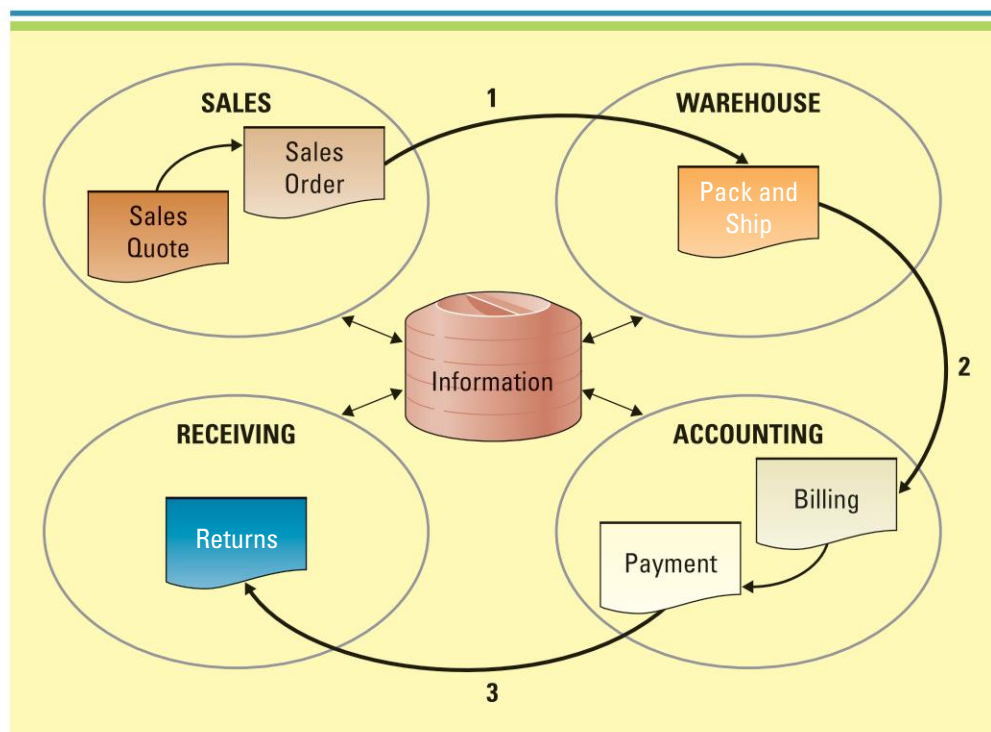 SALES
1
WAREHOUSE
Sales
Order
Sales
Quote
Pack and
Ship
Information
2
RECEIVING
ACCOUNTING
Returns
Billing
Payment
3